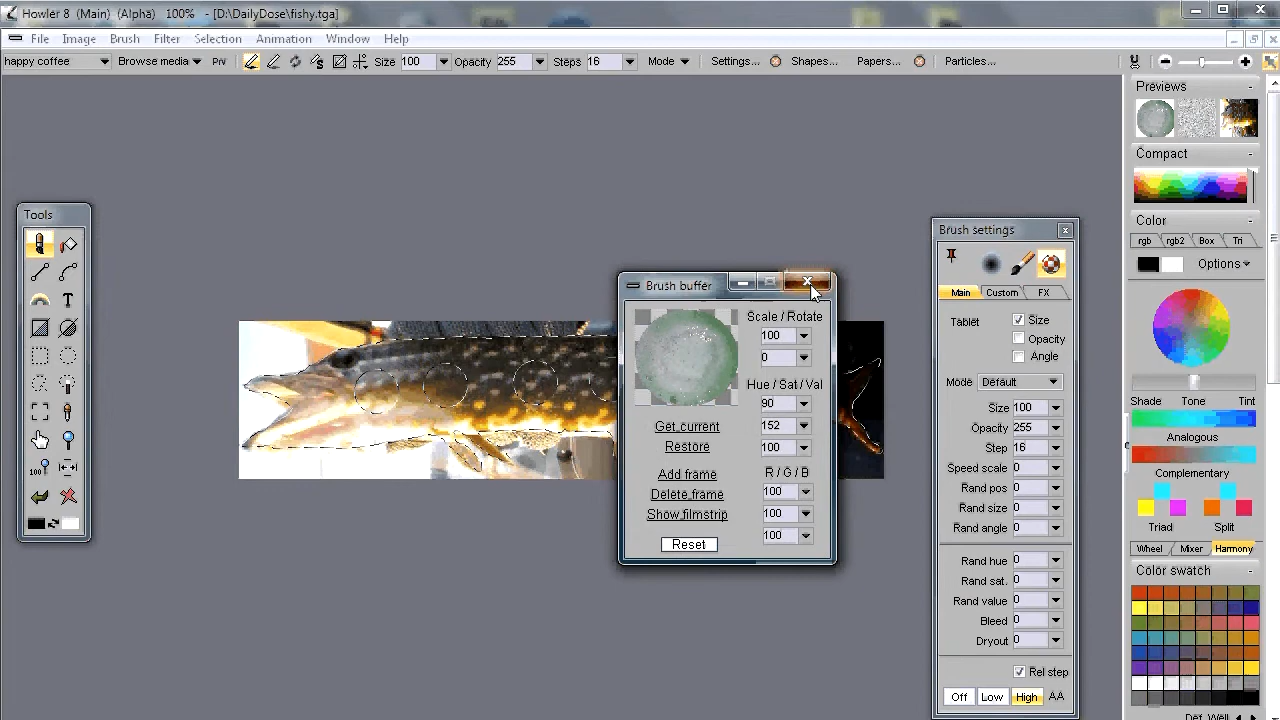 Howler 8 (Main) (Alpha) 100% - [D:\DailyDose\fishy.tga]
File Image Brush Filter Selection Animation Window Help
happy coffee Browse media PIV Size 100 Opacity 255 Step 16 Mode Settings... Shapes... Papers... Particles...
Previews
Compact
Color
rgb rgb2 Box Tri
Options
Shade Tone Tint
Analogous
Complementary
Triad Split
Wheel Mixer Harmony
Color swatch
Def. Well
Tools
T
100
Brush buffer
Scale / Rotate
100
0
Hue / Sat / Val
90
Get current 152
Restore 100
Add frame R / G / B
Delete frame 100
Show filmstrip 100
100
Reset
Brush settings
Main Custom FX
Tablet Size
Opacity
Angle
Mode Default
Size 100
Opacity 255
Step 16
Speed scale 0
Rand pos 0
Rand size 0
Rand angle 0
Rand hue 0
Rand sat. 0
Rand value 0
Bleed 0
Dryout 0
Rel step
Off Low High AA